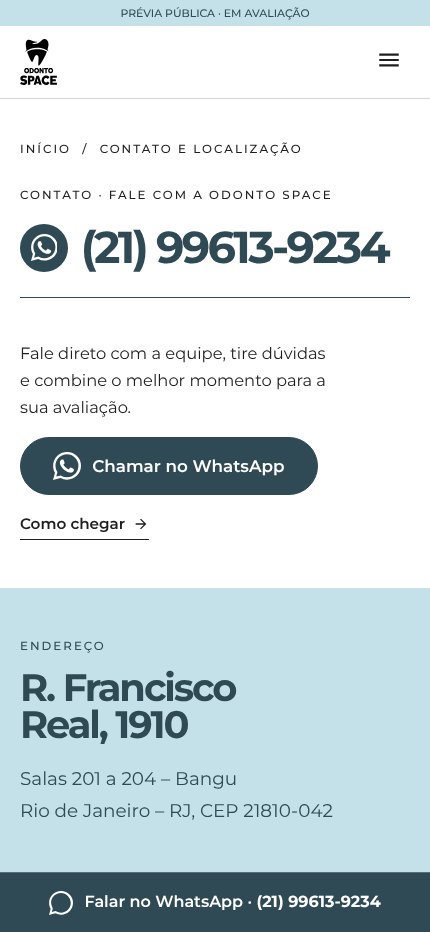 PRÉVIA PÚBLICA · EM AVALIAÇÃO
ODONTO
SPACE
INÍCIO / CONTATO E LOCALIZAÇÃO
CONTATO · FALE COM A ODONTO SPACE
(21) 99613-9234
Fale direto com a equipe, tire dúvidas
e combine o melhor momento para a
sua avaliação.
Chamar no WhatsApp
Como chegar →
ENDEREÇO
R. Francisco
Real, 1910
Salas 201 a 204 – Bangu
Rio de Janeiro – RJ, CEP 21810-042
Falar no WhatsApp · (21) 99613-9234